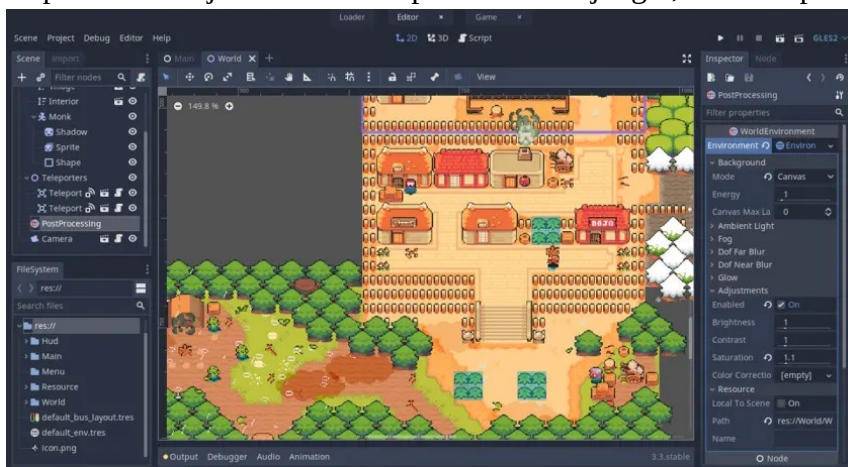 Loader Editor × Game ×
Scene Project Debug Editor Help
2D 3D Script
GLES2
Scene Import
Main World × +
Inspector Node
Filter nodes
View
149.8 %
500
750
1000
Interior
Monk
Shadow
Sprite
Shape
Teleporters
Teleport
Teleport
PostProcessing
Camera
FileSystem
res://
Search files
res://
Hud
Main
Menu
Resource
World
default_bus_layout.tres
default_env.tres
icon.png
DOJO
Output Debugger Audio Animation
3.3.stable
PostProcessing
Filter properties
WorldEnvironment
Environment Environ
Background
Mode Canvas
Energy 1
Canvas Max La 0
Ambient Light
Fog
Dof Far Blur
Dof Near Blur
Glow
Adjustments
Enabled On
Brightness 1
Contrast 1
Saturation 1.1
Color Correctio [empty]
Resource
Local To Scene On
Path res://World/W
Name
Node